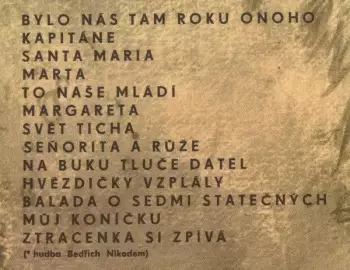 BYLO NÁS TAM ROKU ONOHO
KAPITÁNE
SANTA MARIA
MARTA
TO NAŠE MLÁDÍ
MARGARETA
SVĚT TICHA
SEÑORITA A RŮŽE
NA BUKU TLUČE DATEL
HVĚZDIČKY VZPLÁLY
BALADA O SEDMI STATEČNÝCH
MŮJ KONÍČKU
ZTRACENKA SI ZPÍVÁ
(* hudba Bedřich Nikodem)